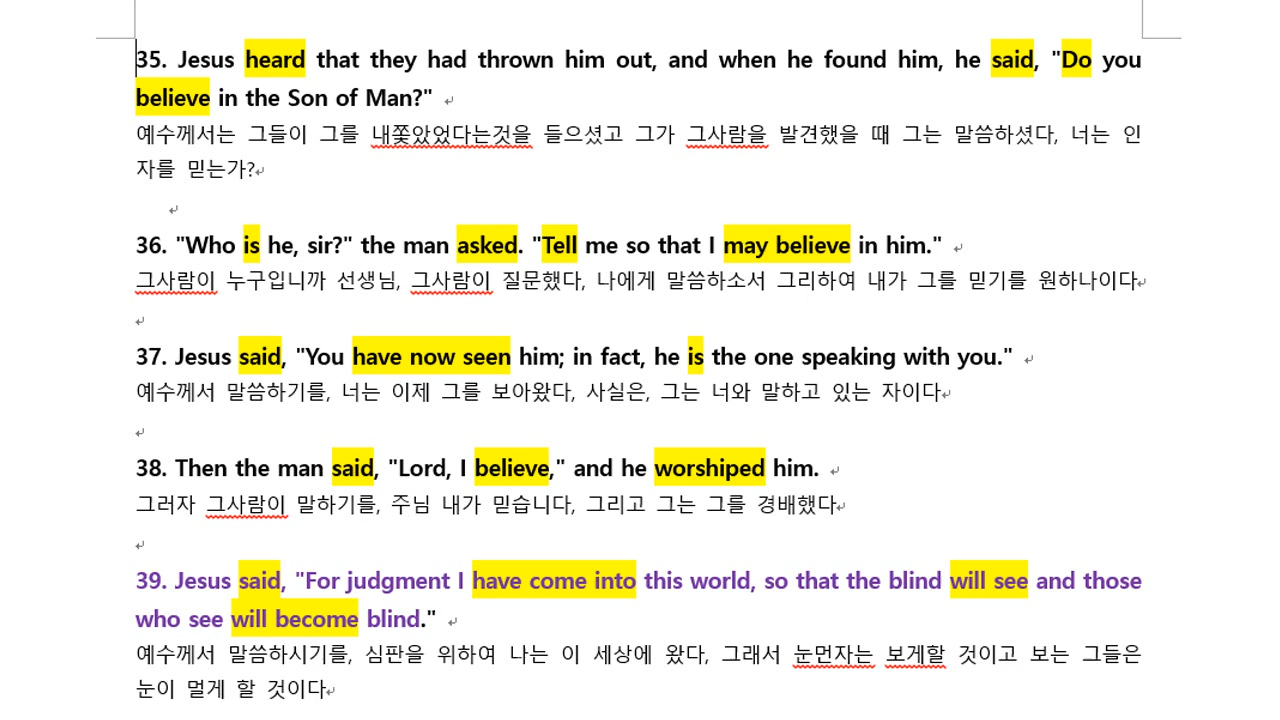 35. Jesus heard that they had thrown him out, and when he found him, he said, "Do you
believe in the Son of Man?"
예수께서는 그들이 그를 내쫓았었다는것을 들으셨고 그가 그사람을 발견했을 때 그는 말씀하셨다, 너는 인
자를 믿는가?
36. "Who is he, sir?" the man asked. "Tell me so that I may believe in him."
그사람이 누구입니까 선생님, 그사람이 질문했다, 나에게 말씀하소서 그리하여 내가 그를 믿기를 원하나이다
37. Jesus said, "You have now seen him; in fact, he is the one speaking with you."
예수께서 말씀하기를, 너는 이제 그를 보아왔다, 사실은, 그는 너와 말하고 있는 자이다
38. Then the man said, "Lord, I believe," and he worshiped him.
그러자 그사람이 말하기를, 주님 내가 믿습니다, 그리고 그는 그를 경배했다
39. Jesus said, "For judgment I have come into this world, so that the blind will see and those
who see will become blind."
예수께서 말씀하시기를, 심판을 위하여 나는 이 세상에 왔다, 그래서 눈먼자는 보게할 것이고 보는 그들은
눈이 멀게 할 것이다